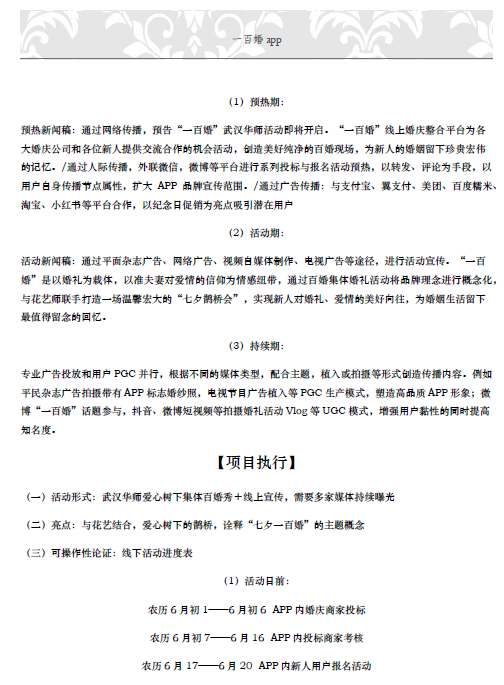 一百婚 app
（1）预热期：
预热新闻稿：通过网络传播，预告“一百婚”武汉华师活动即将开启。“一百婚”线上婚庆整合平台为各
大婚庆公司和各位新人提供交流合作的机会活动，创造美好纯净的百婚现场，为新人的婚姻留下珍贵宏伟
的记忆。/通过人际传播，外联微信，微博等平台进行系列投标与报名活动预热，以转发、评论为手段，以
用户自身传播节点属性，扩大 APP 品牌宣传范围。/通过广告传播：与支付宝、翼支付、美团、百度糯米、
淘宝、小红书等平台合作，以纪念日促销为亮点吸引潜在用户
（2）活动期：
活动新闻稿：通过平面杂志广告、网络广告、视频自媒体制作、电视广告等途径，进行活动宣传。“一百
婚”是以婚礼为载体，以准夫妻对爱情的信仰为情感纽带，通过百婚集体婚礼活动将品牌理念进行概念化，
与花艺师联手打造一场温馨宏大的“七夕鹊桥会”，实现新人对婚礼、爱情的美好向往，为婚姻生活留下
最值得留念的回忆。
（3）持续期：
专业广告投放和用户 PGC 并行，根据不同的媒体类型，配合主题，植入或拍摄等形式创造传播内容。例如
平民杂志广告拍摄带有 APP 标志婚纱照，电视节目广告植入等 PGC 生产模式，塑造高品质 APP 形象；微
博“一百婚”话题参与，抖音、微博短视频等拍摄婚礼活动 Vlog 等 UGC 模式，增强用户黏性的同时提高
知名度。
【项目执行】
（一）活动形式：武汉华师爱心树下集体百婚秀＋线上宣传，需要多家媒体持续曝光
（二）亮点：与花艺结合，爱心树下的鹊桥，诠释“七夕一百婚”的主题概念
（三）可操作性论证：线下活动进度表
（1）活动目前：
农历 6 月初 1——6 月初 6 APP 内婚庆商家投标
农历 6 月初 7——6 月 16 APP 内投标商家考核
农历 6 月 17——6 月 20 APP 内新人用户报名活动